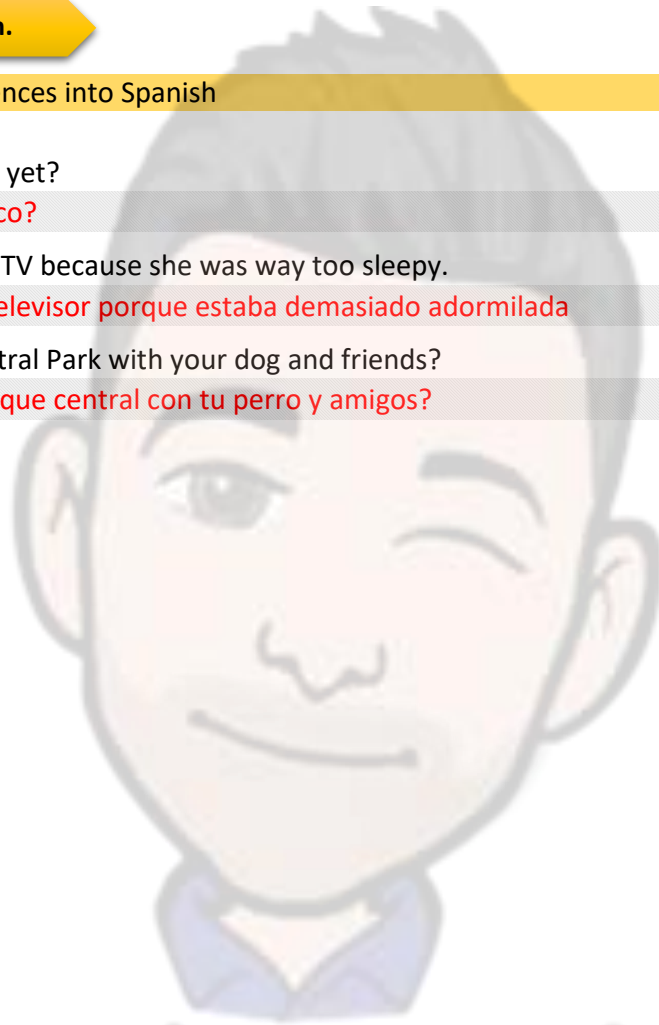 n.
nces into Spanish
yet?
co?
TV because she was way too sleepy.
elevisor porque estaba demasiado adormilada
tral Park with your dog and friends?
que central con tu perro y amigos?